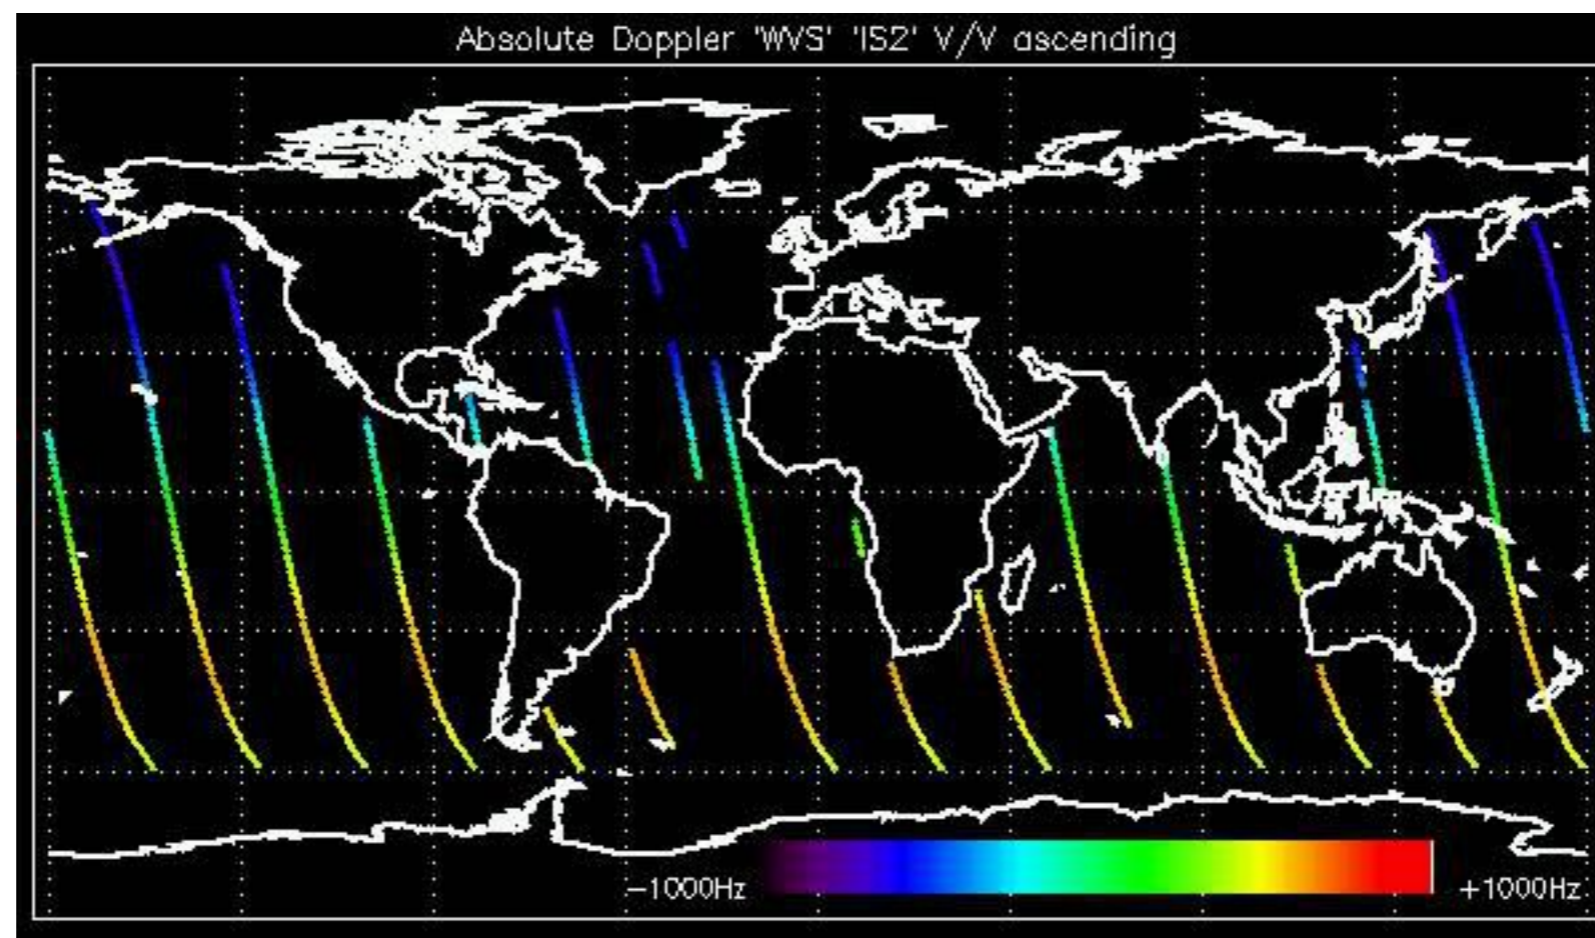 Absolute Doppler 'WVS' 'IS2' V/V ascending
-1000Hz
+1000Hz